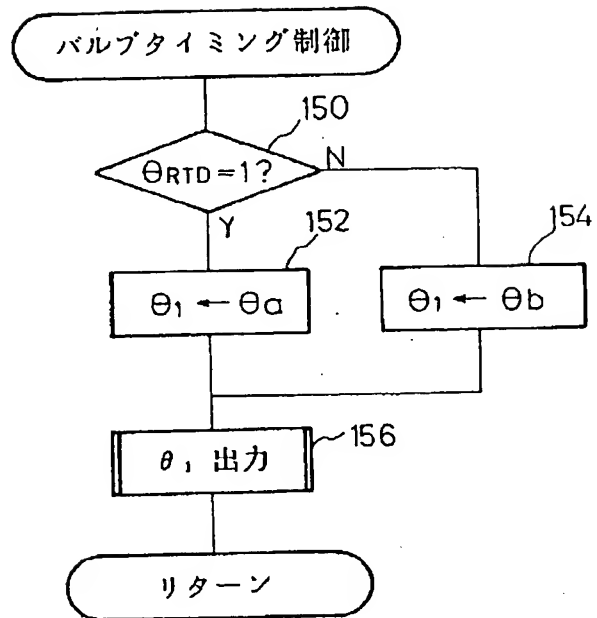 バルブタイミング制御
150
θRTD=1?
N
Y
152
154
θ1 ← θa
θ1 ← θb
θ1 出力
156
リターン